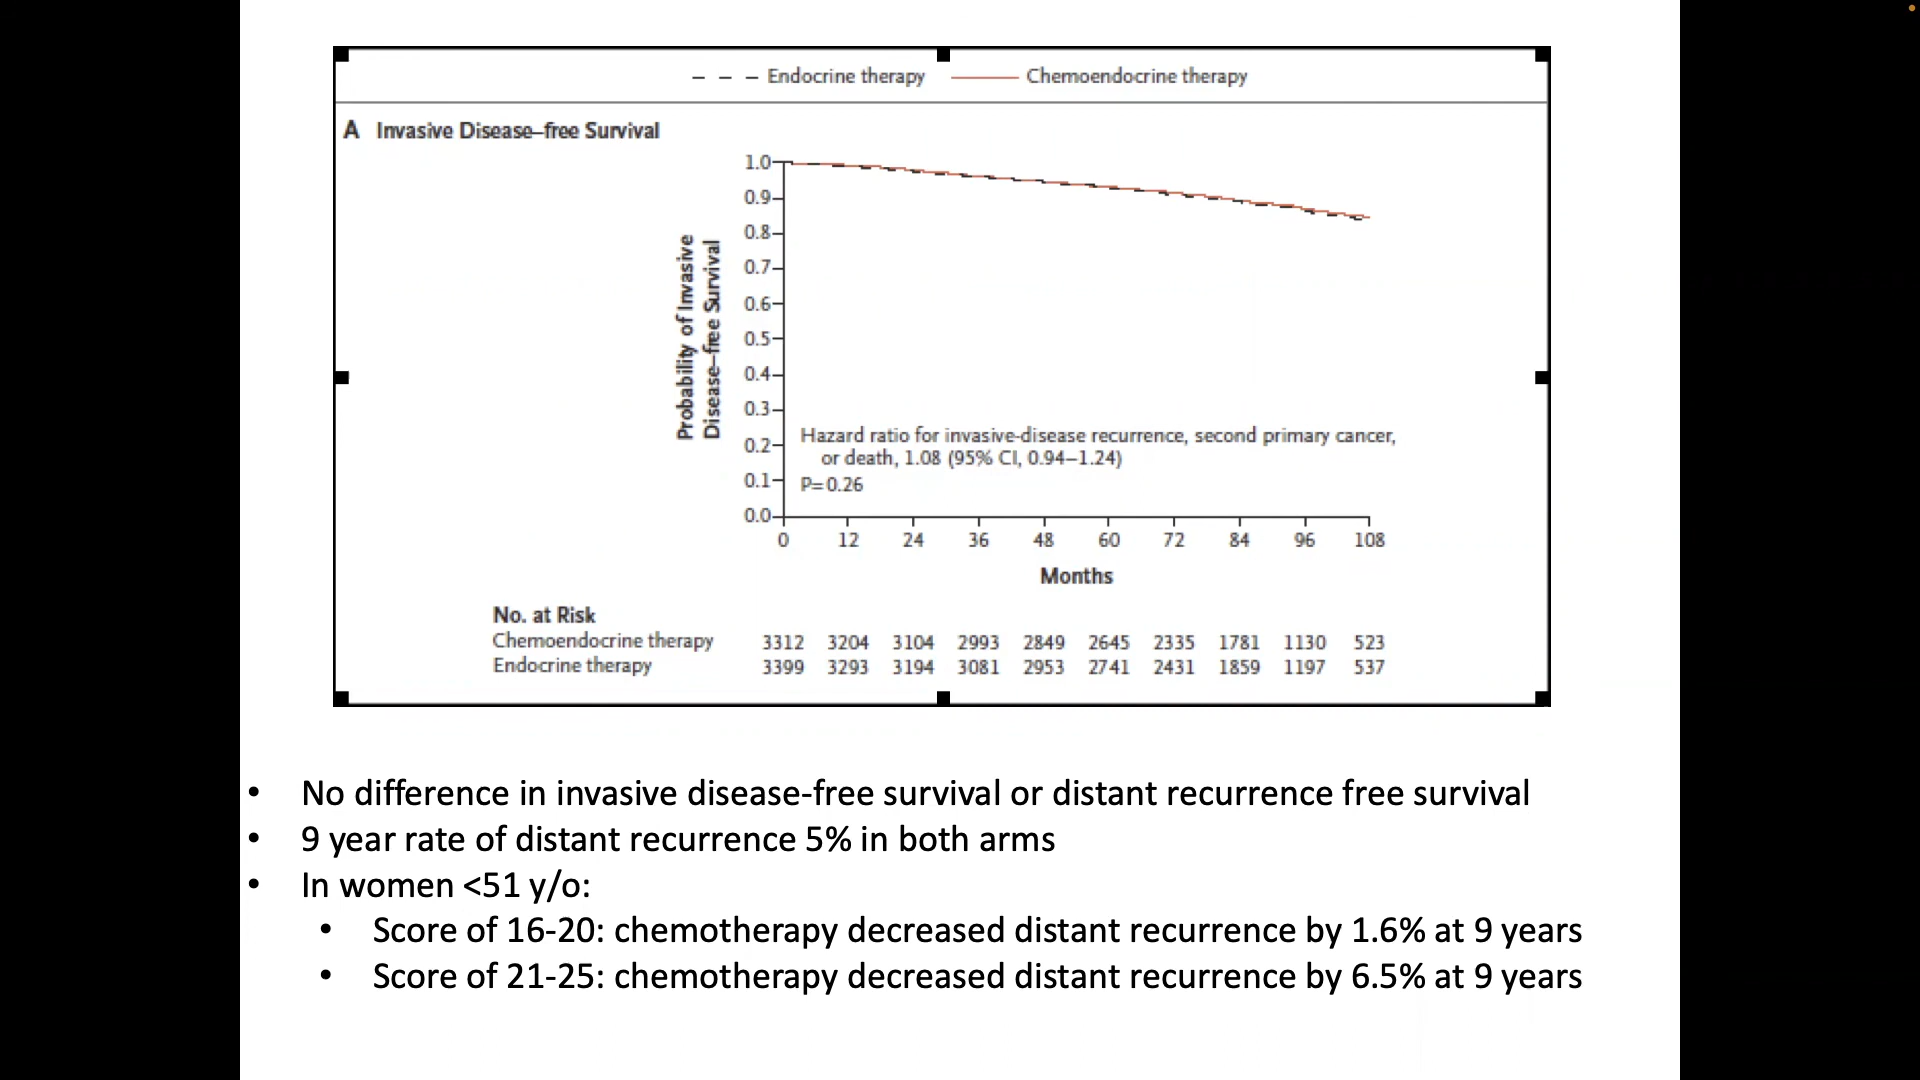 Endocrine therapy Chemoendocrine therapy
A Invasive Disease–free Survival
Probability of Invasive
Disease–free Survival
1.0
0.9
0.8
0.7
0.6
0.5
0.4
0.3
0.2
0.1
0.0
Hazard ratio for invasive-disease recurrence, second primary cancer,
or death, 1.08 (95% CI, 0.94–1.24)
P=0.26
0 12 24 36 48 60 72 84 96 108
Months
No. at Risk
Chemoendocrine therapy 3312 3204 3104 2993 2849 2645 2335 1781 1130 523
Endocrine therapy 3399 3293 3194 3081 2953 2741 2431 1859 1197 537
• No difference in invasive disease-free survival or distant recurrence free survival
• 9 year rate of distant recurrence 5% in both arms
• In women <51 y/o:
• Score of 16-20: chemotherapy decreased distant recurrence by 1.6% at 9 years
• Score of 21-25: chemotherapy decreased distant recurrence by 6.5% at 9 years